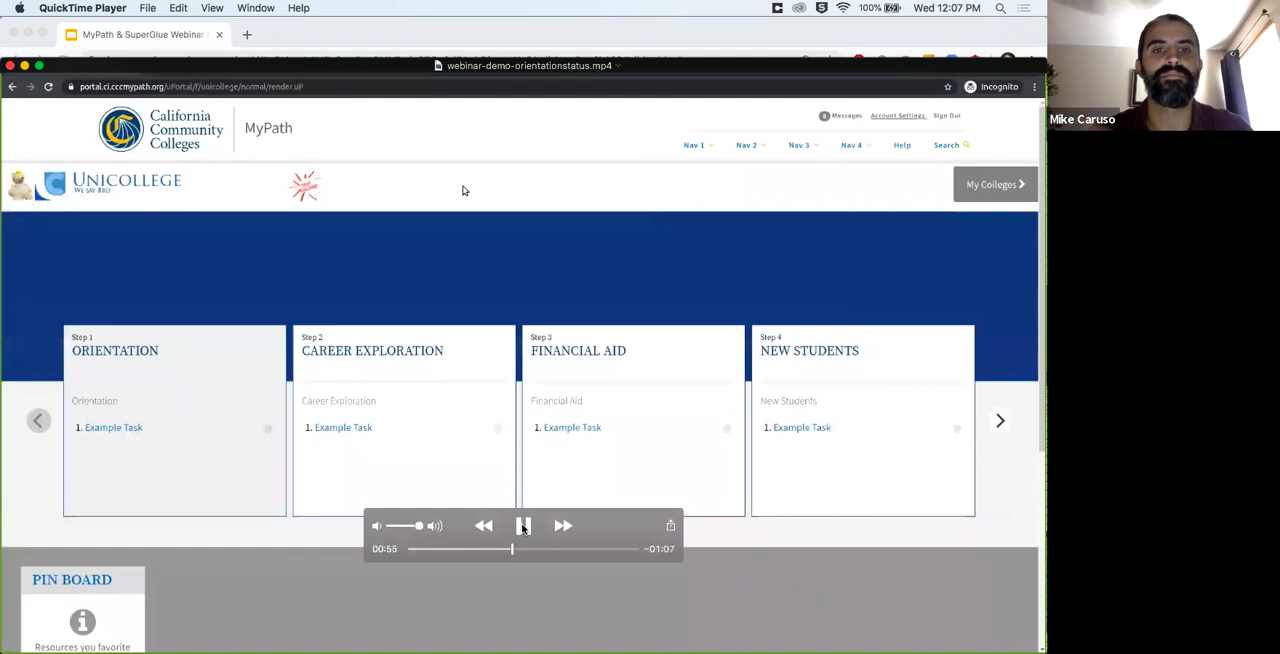 QuickTime Player File Edit View Window Help 100% Wed 12:07 PM
MyPath & SuperGlue Webinar
webinar-demo-orientationstatus.mp4
portal.ci.cccmypath.org/uPortal/f/unicollege/normal/render.uP Incognito
California
Community
Colleges
MyPath
0 Messages Account Settings Sign Out
Nav 1 Nav 2 Nav 3 Nav 4 Help Search
UNICOLLEGE
WE SAY BRO
My Colleges
Step 1
ORIENTATION
Orientation
1. Example Task
Step 2
CAREER EXPLORATION
Career Exploration
1. Example Task
Step 3
FINANCIAL AID
Financial Aid
1. Example Task
Step 4
NEW STUDENTS
New Students
1. Example Task
00:55 -01:07
PIN BOARD
Resources you favorite
Mike Caruso